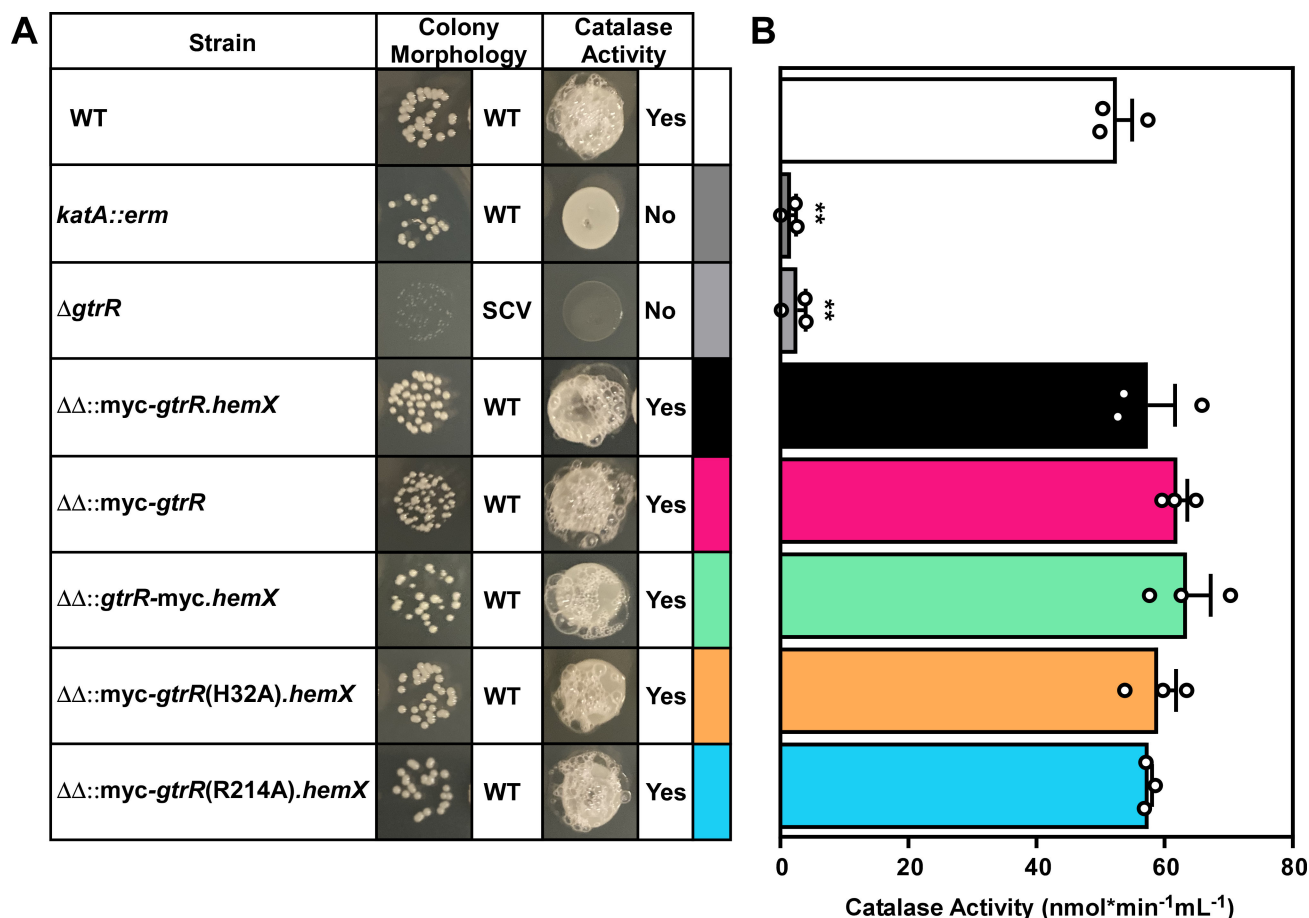 A
Strain
Colony
Morphology
Catalase
Activity
WT
WT
Yes
katA::erm
WT
No
ΔgtrR
SCV
No
ΔΔ::myc-gtrR.hemX
WT
Yes
ΔΔ::myc-gtrR
WT
Yes
ΔΔ::gtrR-myc.hemX
WT
Yes
ΔΔ::myc-gtrR(H32A).hemX
WT
Yes
ΔΔ::myc-gtrR(R214A).hemX
WT
Yes
B
**
**
0 20 40 60 80
Catalase Activity (nmol*min⁻¹mL⁻¹)